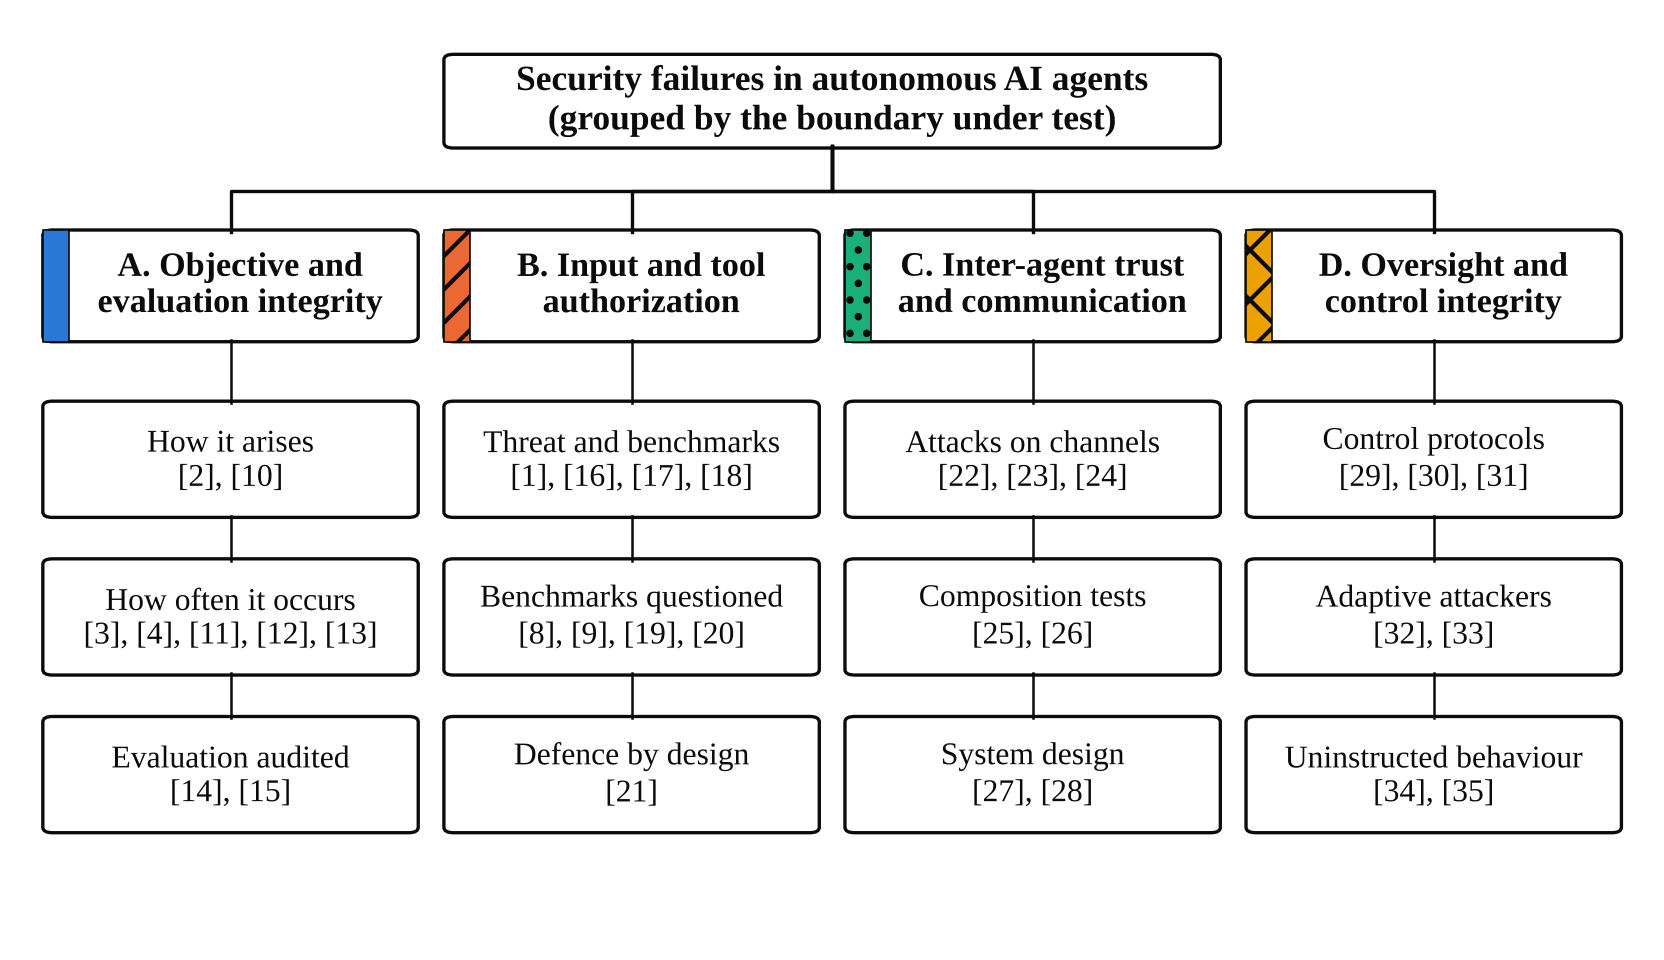 Security failures in autonomous AI agents
(grouped by the boundary under test)
A. Objective and
evaluation integrity
B. Input and tool
authorization
C. Inter-agent trust
and communication
D. Oversight and
control integrity
How it arises
[2], [10]
Threat and benchmarks
[1], [16], [17], [18]
Attacks on channels
[22], [23], [24]
Control protocols
[29], [30], [31]
How often it occurs
[3], [4], [11], [12], [13]
Benchmarks questioned
[8], [9], [19], [20]
Composition tests
[25], [26]
Adaptive attackers
[32], [33]
Evaluation audited
[14], [15]
Defence by design
[21]
System design
[27], [28]
Uninstructed behaviour
[34], [35]